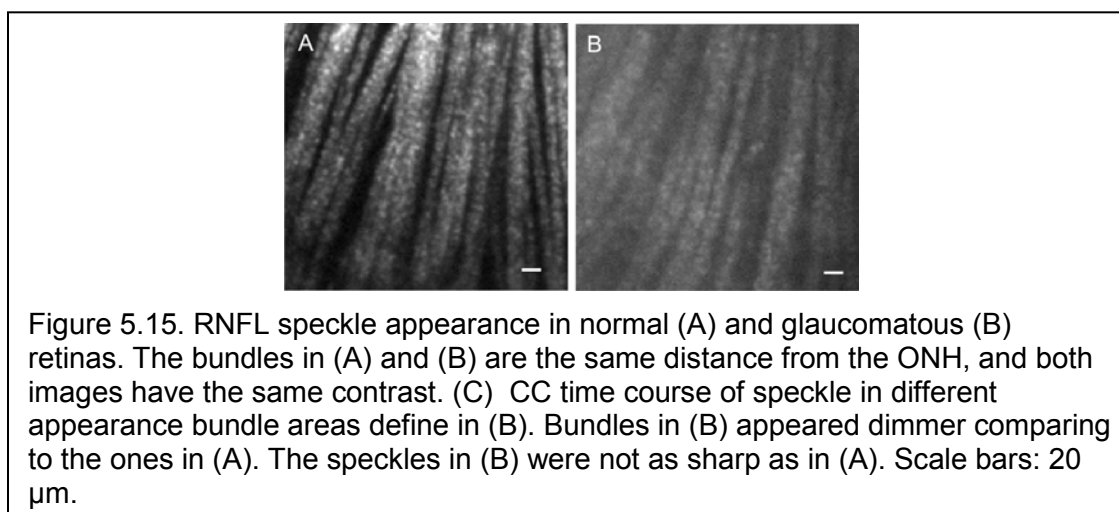 A
B
Figure 5.15. RNFL speckle appearance in normal (A) and glaucomatous (B)
retinas. The bundles in (A) and (B) are the same distance from the ONH, and both
images have the same contrast. (C)  CC time course of speckle in different
appearance bundle areas define in (B). Bundles in (B) appeared dimmer comparing
to the ones in (A). The speckles in (B) were not as sharp as in (A). Scale bars: 20
µm.